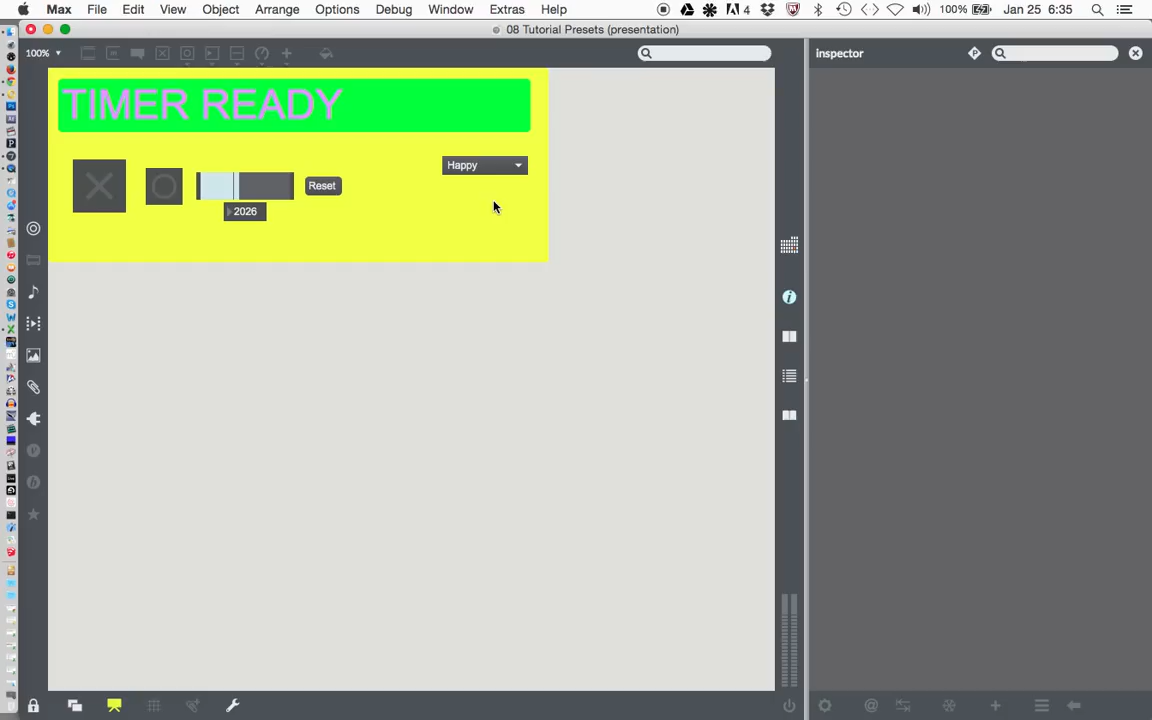 Max File Edit View Object Arrange Options Debug Window Extras Help 4 100% Jan 25 6:35
08 Tutorial Presets (presentation)
100%
inspector
TIMER READY
Happy
Reset
2026